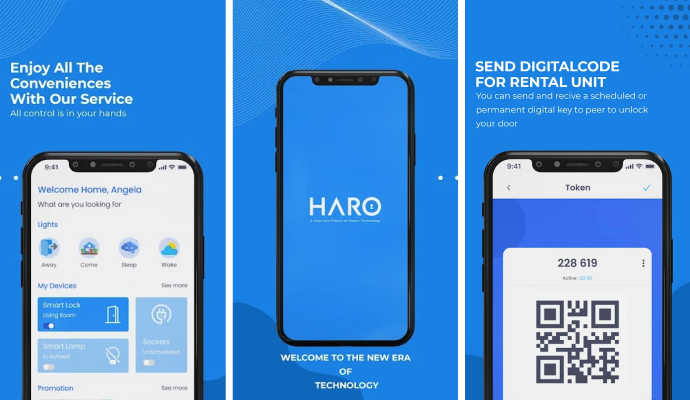 Enjoy All The
Conveniences
With Our Service
All control is in your hands
9:41
Welcome Home, Angela
What are you looking for
Lights
Away
Come
Sleep
Wake
My Devices
See more
Smart Lock
Living Room
Sockets
UnScheduled
Smart Lamp
Promotion
See more
HARO
WELCOME TO THE NEW ERA
OF
TECHNOLOGY
SEND DIGITALCODE
FOR RENTAL UNIT
You can send and recive a scheduled or
permanent digital key to peer to unlock
your door
9:41
Token
228 619
Active : 03:45